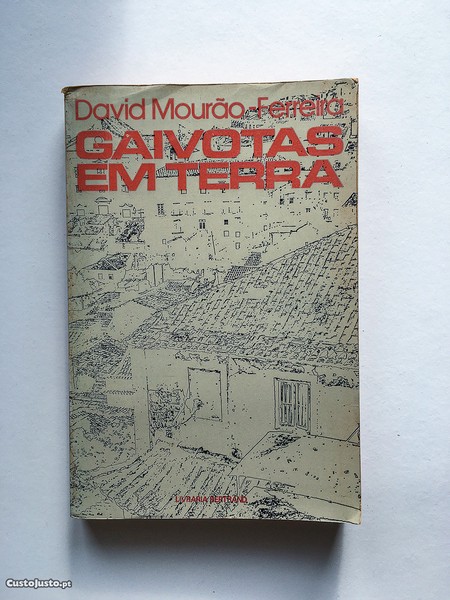 David Mourão-Ferreira
GAIVOTAS
EM TERRA
LIVRARIA BERTRAND
CustoJusto.pt